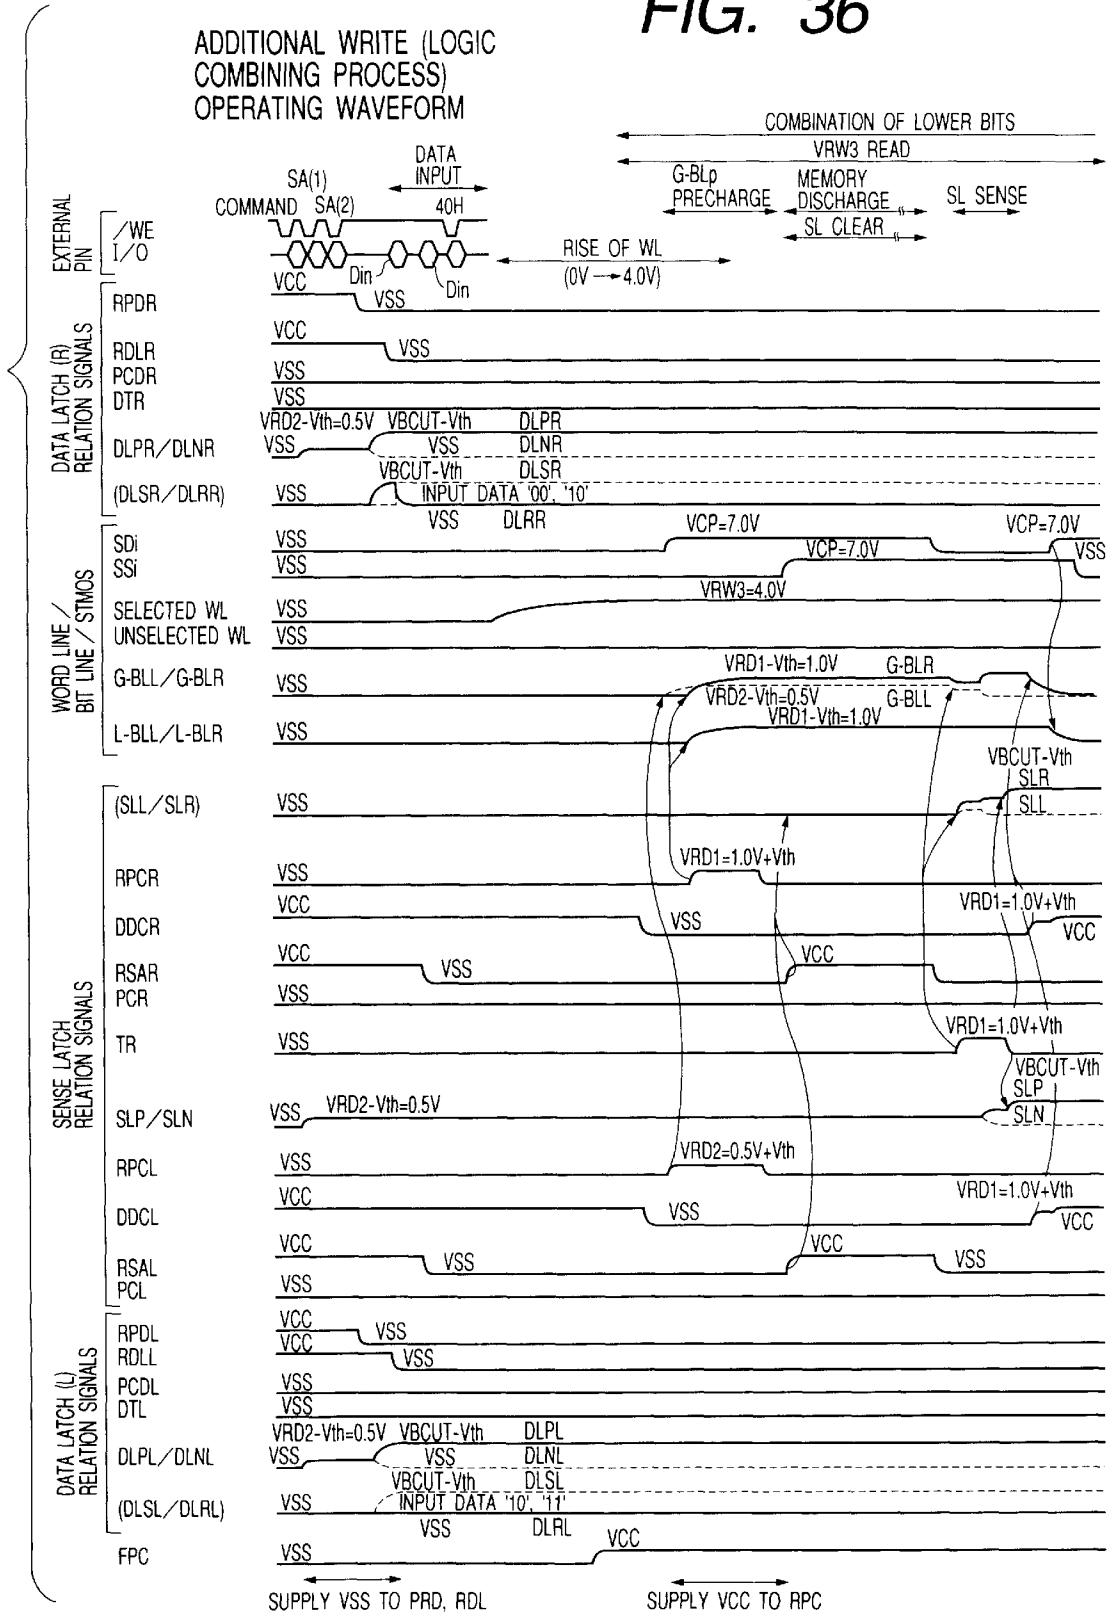 FIG. 36
ADDITIONAL WRITE (LOGIC
COMBINING PROCESS)
OPERATING WAVEFORM
COMBINATION OF LOWER BITS
VRW3 READ
DATA
INPUT
G-BLp
PRECHARGE
MEMORY
DISCHARGE
SL SENSE
SL CLEAR
SA(1)
COMMAND SA(2) 40H
EXTERNAL
PIN
/WE
I/O
Din
Din
RISE OF WL
(0V→4.0V)
DATA LATCH (R)
RELATION SIGNALS
RPDR VCC VSS
RDLR VCC VSS
PCDR VSS
DTR VSS
VRD2-Vth=0.5V VBCUT-Vth DLPR
DLPR/DLNR VSS VSS DLNR
VBCUT-Vth DLSR
(DLSR/DLRR) VSS INPUT DATA '00', '10'
VSS DLRR
WORD LINE/
BIT LINE/STMOS
SDi VSS VCP=7.0V VCP=7.0V
SSi VSS VCP=7.0V VSS
SELECTED WL VSS VRW3=4.0V
UNSELECTED WL VSS
G-BLL/G-BLR VSS VRD1-Vth=1.0V G-BLR
VRD2-Vth=0.5V G-BLL
L-BLL/L-BLR VSS VRD1-Vth=1.0V
SENSE LATCH
RELATION SIGNALS
VBCUT-Vth
SLR
(SLL/SLR) VSS SLL
RPCR VSS VRD1=1.0V+Vth
DDCR VCC VSS VRD1=1.0V+Vth
VCC
RSAR VCC VSS VCC
PCR VSS
TR VSS VRD1=1.0V+Vth
VBCUT-Vth
SLP
SLP/SLN VSS VRD2-Vth=0.5V SLN
RPCL VSS VRD2=0.5V+Vth
DDCL VCC VSS VRD1=1.0V+Vth
VCC
RSAL VCC VSS VCC VSS
PCL VSS
DATA LATCH (L)
RELATION SIGNALS
RPDL VCC VSS
RDLL VCC VSS
PCDL VSS
DTL VSS
VRD2-Vth=0.5V VBCUT-Vth DLPL
DLPL/DLNL VSS VSS DLNL
VBCUT-Vth DLSL
(DLSL/DLRL) VSS INPUT DATA '10', '11'
VSS DLRL
FPC VSS VCC
SUPPLY VSS TO PRD, RDL
SUPPLY VCC TO RPC